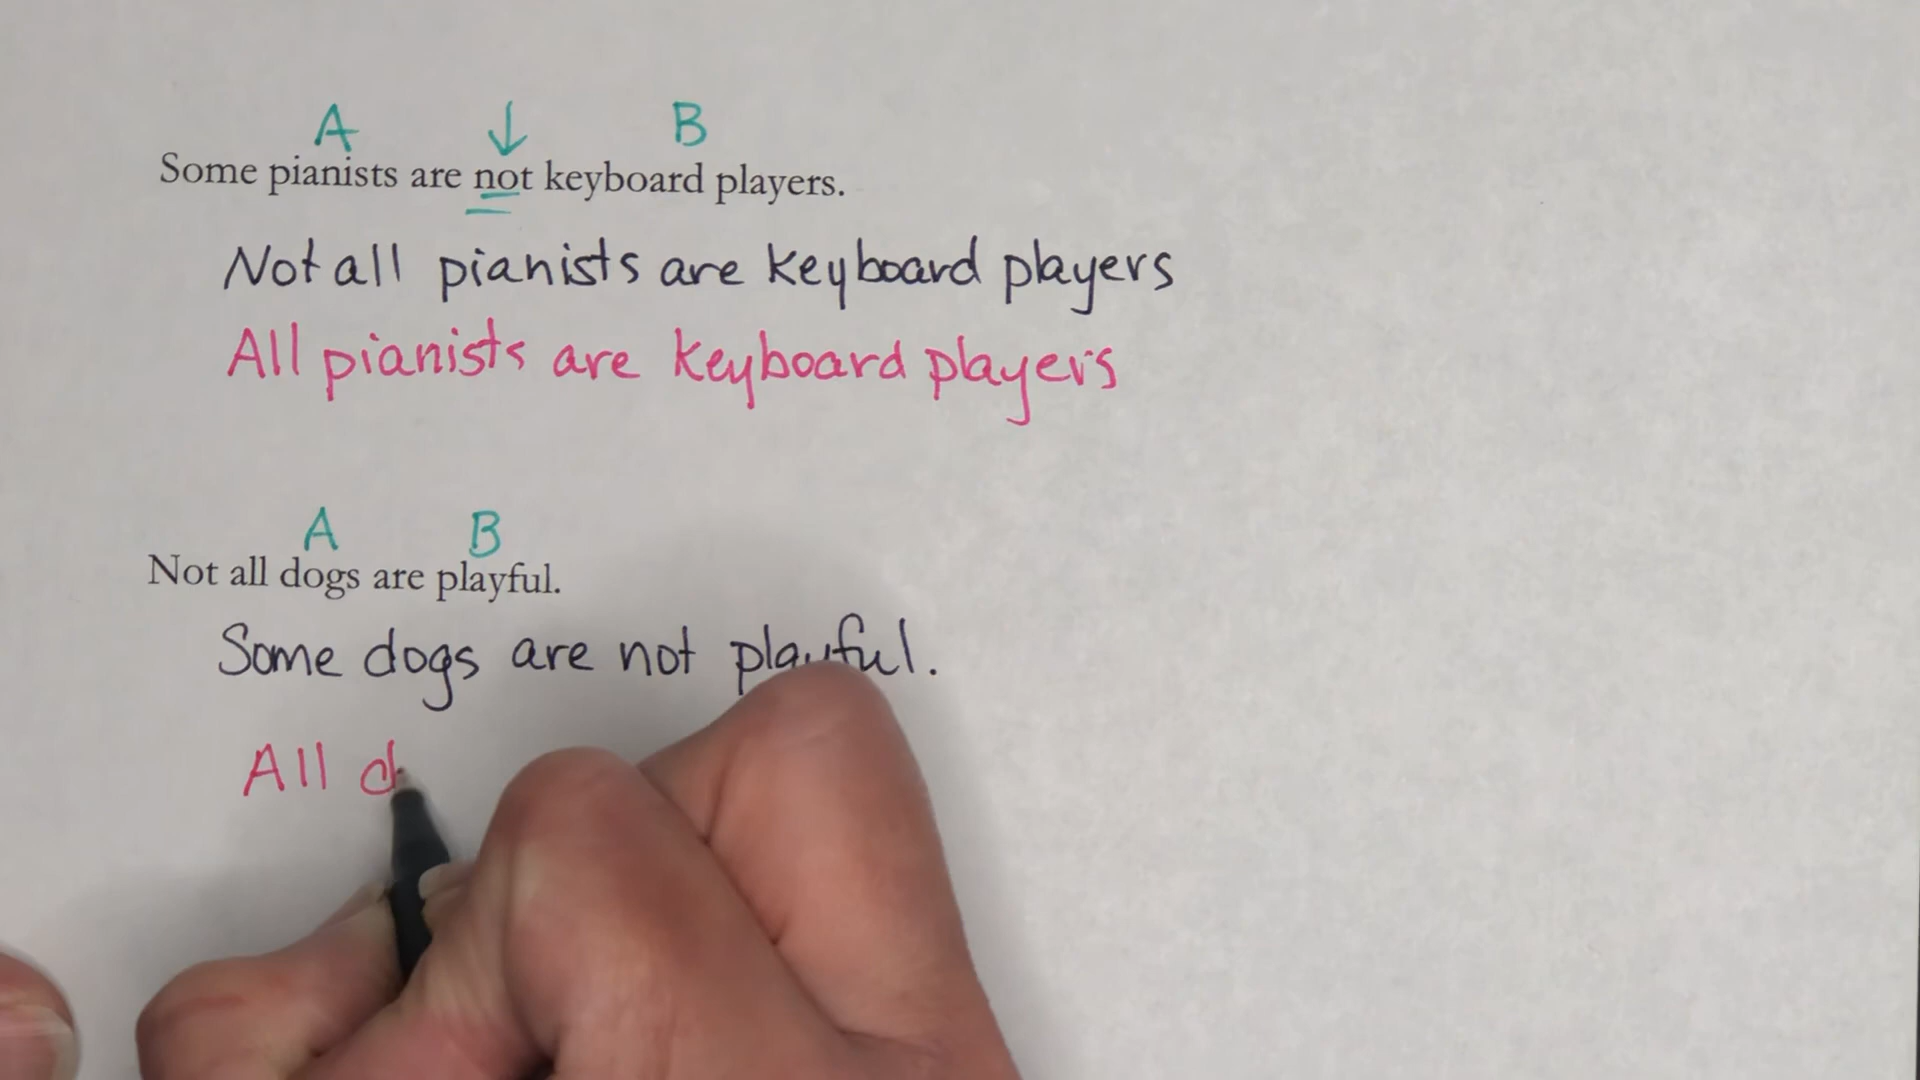 A ↓ B
Some pianists are not keyboard players.
Not all pianists are keyboard players
All pianists are keyboard players
A B
Not all dogs are playful.
Some dogs are not playful.
All d